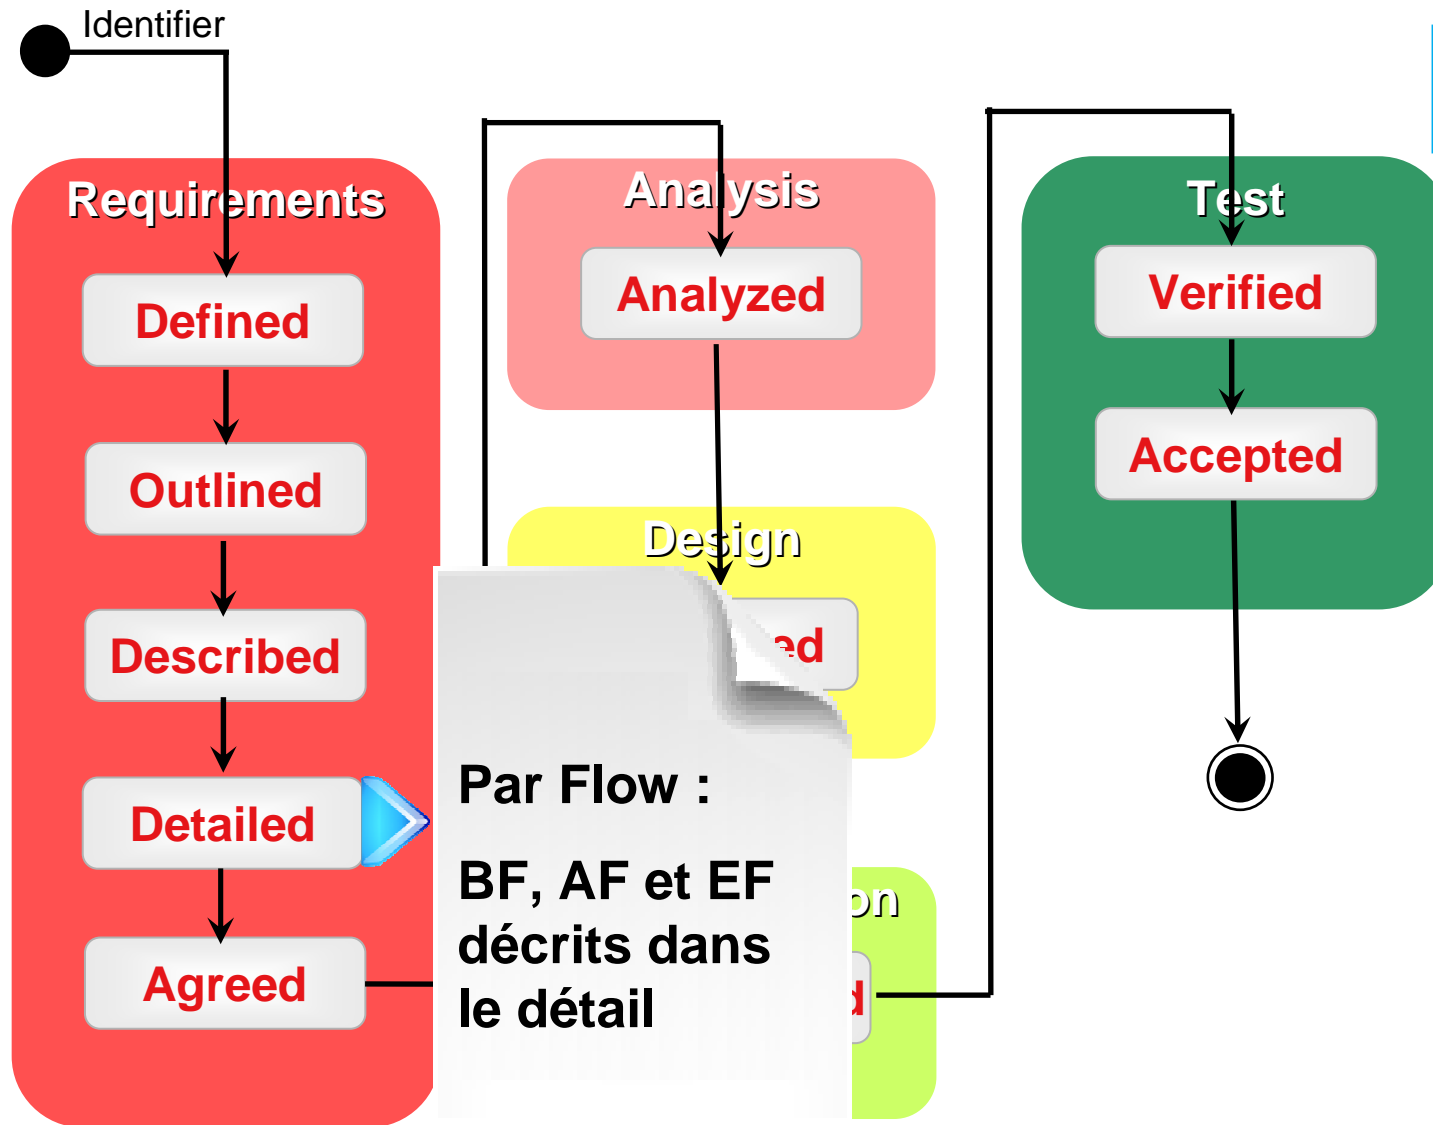 Identifier
Requirements
Defined
Outlined
Described
Detailed
Agreed
Analysis
Analyzed
Design
Par Flow :
BF, AF et EF
décrits dans
le détail
Test
Verified
Accepted